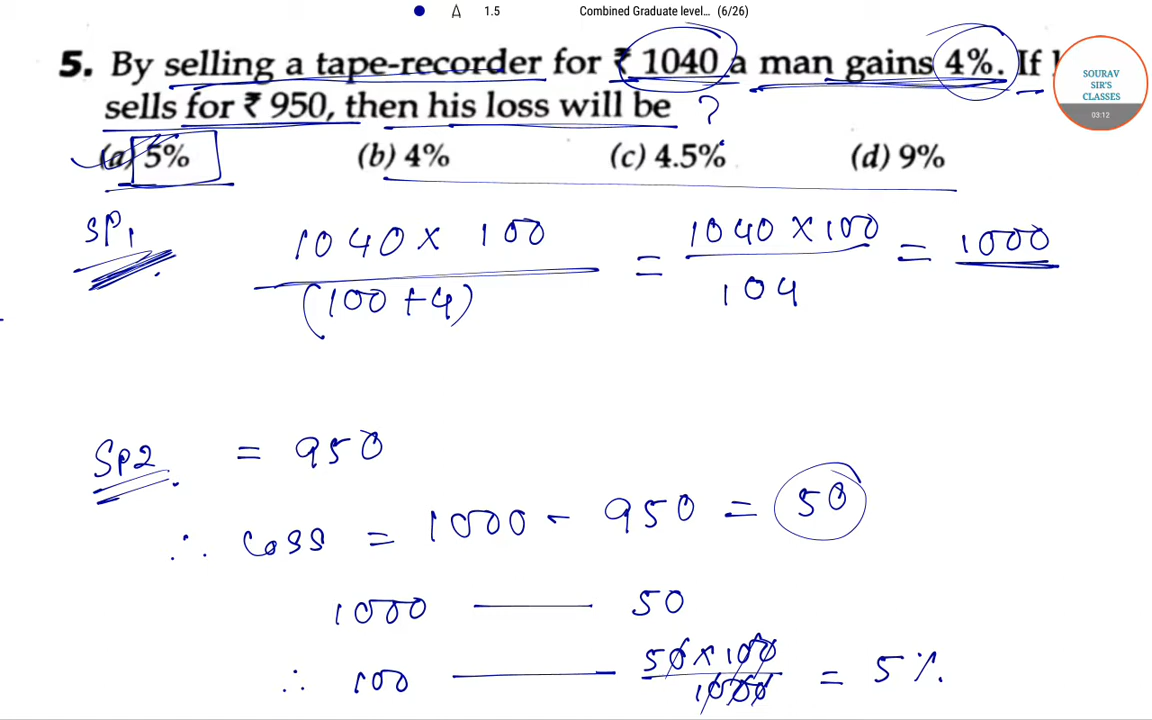 1.5 Combined Graduate level... (6/26)
5. By selling a tape-recorder for ₹ 1040 a man gains 4%. If
sells for ₹ 950, then his loss will be ?
(a) 5% (b) 4% (c) 4.5% (d) 9%
SOURAV
SIR'S
CLASSES
03:12
SP1 1040 × 100 / (100 + 4) = 1040 × 100 / 104 = 1000
SP2 = 950
∴ Loss = 1000 - 950 = 50
1000 —— 50
∴ 100 —— 50 × 100 / 1000 = 5%